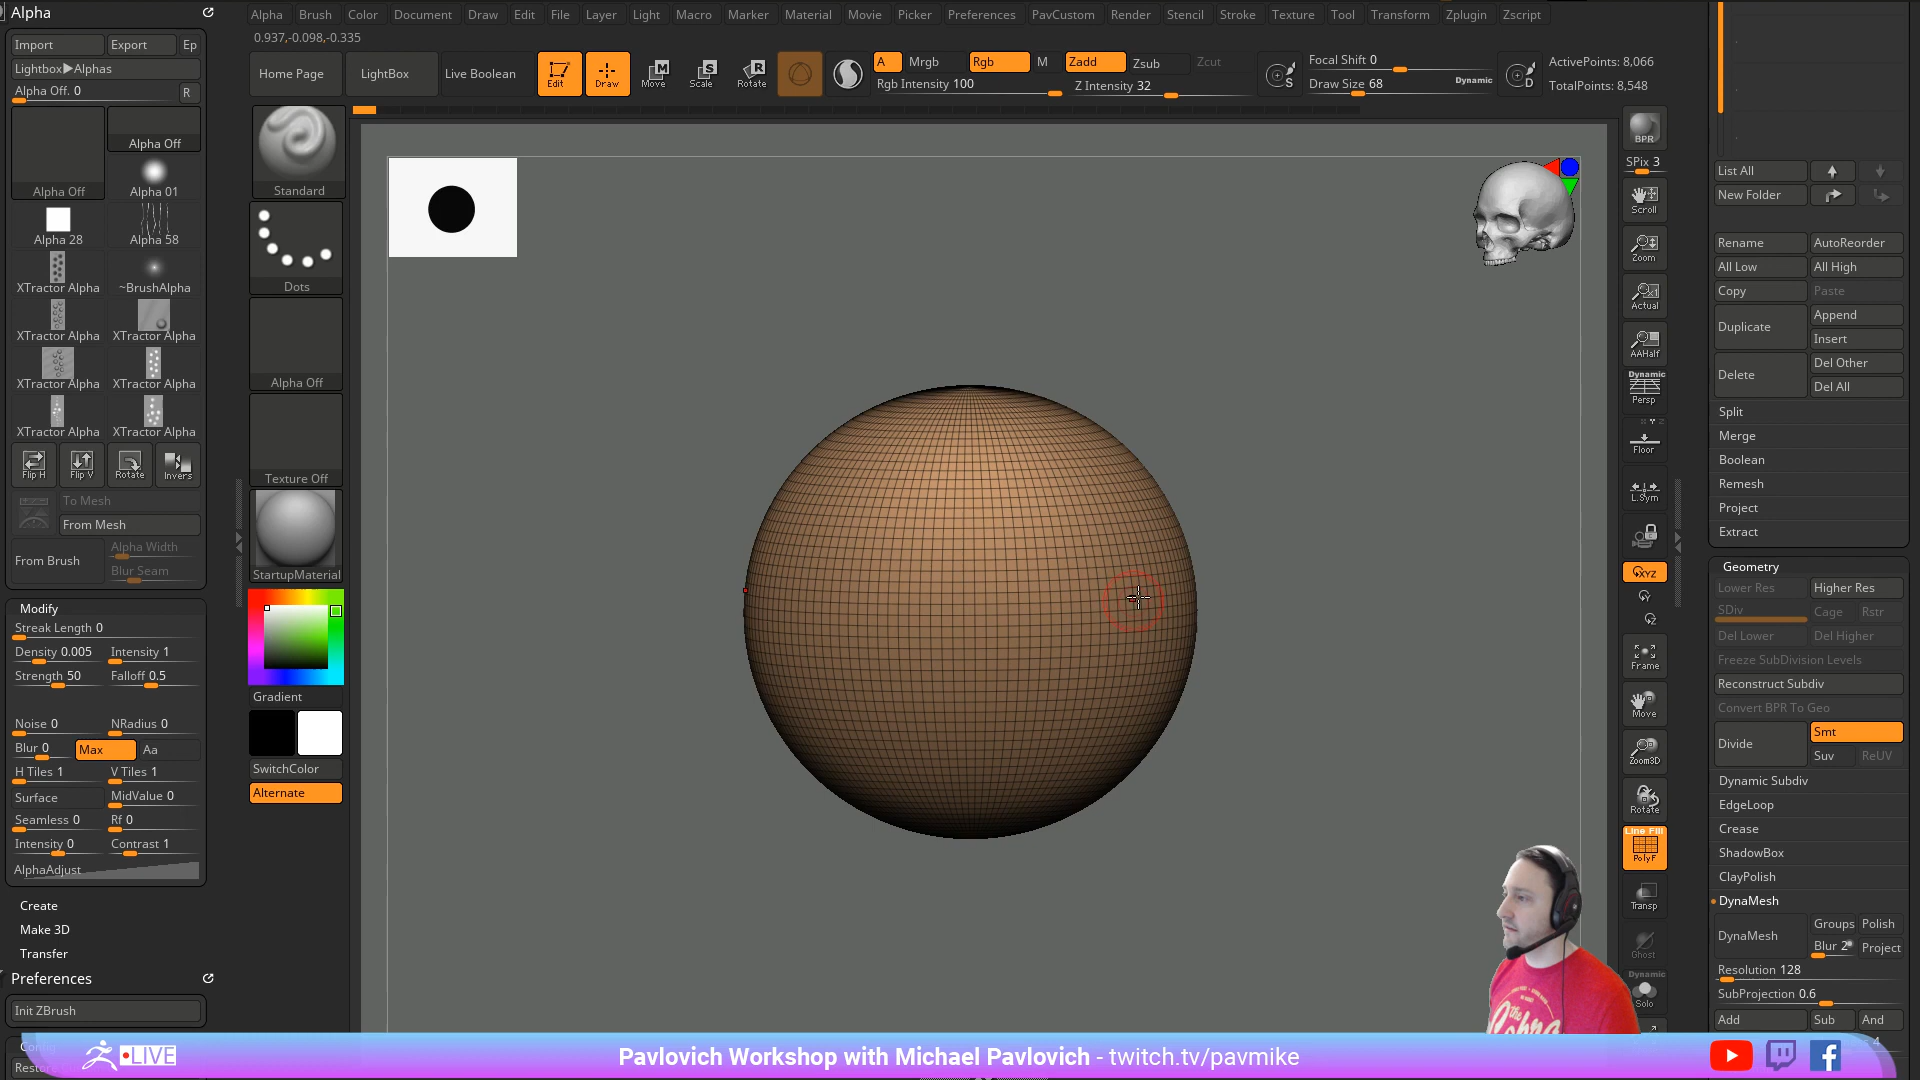 Alpha
Import
Export
Ep
Lightbox▶Alphas
Alpha Off. 0
R
Alpha Off
Alpha Off
Alpha 01
Alpha 28
Alpha 58
XTractor Alpha
~BrushAlpha
XTractor Alpha
XTractor Alpha
XTractor Alpha
XTractor Alpha
XTractor Alpha
XTractor Alpha
Flip H
Flip V
Rotate
Invers
To Mesh
From Mesh
From Brush
Alpha Width
Blur Seam
Modify
Streak Length 0
Density 0.005
Intensity 1
Strength 50
Falloff 0.5
Noise 0
NRadius 0
Blur 0
Max
Aa
H Tiles 1
V Tiles 1
Surface
MidValue 0
Seamless 0
Rf 0
Intensity 0
Contrast 1
AlphaAdjust
Create
Make 3D
Transfer
Preferences
Init ZBrush
Alpha Brush Color Document Draw Edit File Layer Light Macro Marker Material Movie Picker Preferences PavCustom Render Stencil Stroke Texture Tool Transform Zplugin Zscript
0.937,-0.098,-0.335
Home Page
LightBox
Live Boolean
Edit
Draw
Move
Scale
Rotate
A
Mrgb
Rgb
M
Zadd
Zsub
Zcut
Rgb Intensity 100
Z Intensity 32
S
Focal Shift 0
Draw Size 68
Dynamic
D
ActivePoints: 8,066
TotalPoints: 8,548
Standard
Dots
Alpha Off
Texture Off
StartupMaterial
Gradient
SwitchColor
Alternate
BPR
SPix 3
Scroll
Zoom
Actual
AAHalf
Dynamic
Persp
Floor
L.Sym
XYZ
Frame
Move
Zoom3D
Rotate
Line Fill
PolyF
Transp
Ghost
Dynamic
Solo
List All
New Folder
Rename
AutoReorder
All Low
All High
Copy
Paste
Duplicate
Append
Insert
Delete
Del Other
Del All
Split
Merge
Boolean
Remesh
Project
Extract
Geometry
Lower Res
Higher Res
SDiv
Cage
Rstr
Del Lower
Del Higher
Freeze SubDivision Levels
Reconstruct Subdiv
Convert BPR To Geo
Divide
Smt
Suv
ReUV
Dynamic Subdiv
EdgeLoop
Crease
ShadowBox
ClayPolish
DynaMesh
DynaMesh
Groups
Polish
Blur 2
Project
Resolution 128
SubProjection 0.6
Add
Sub
And
the
LIVE
Pavlovich Workshop with Michael Pavlovich - twitch.tv/pavmike